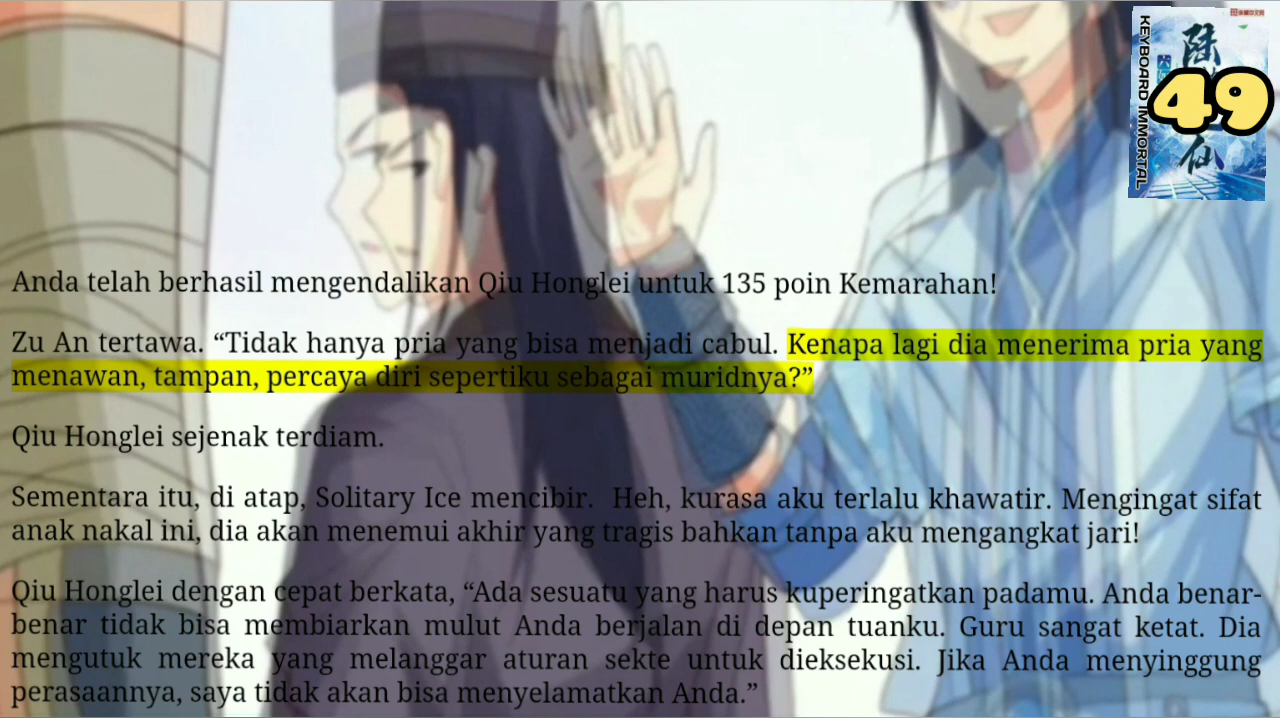 KEYBOARD IMMORTAL
陆
仙
49
Anda telah berhasil mengendalikan Qiu Honglei untuk 135 poin Kemarahan!
Zu An tertawa. “Tidak hanya pria yang bisa menjadi cabul. Kenapa lagi dia menerima pria yang
menawan, tampan, percaya diri sepertiku sebagai muridnya?”
Qiu Honglei sejenak terdiam.
Sementara itu, di atap, Solitary Ice mencibir.  Heh, kurasa aku terlalu khawatir. Mengingat sifat
anak nakal ini, dia akan menemui akhir yang tragis bahkan tanpa aku mengangkat jari!
Qiu Honglei dengan cepat berkata, “Ada sesuatu yang harus kuperingatkan padamu. Anda benar-
benar tidak bisa membiarkan mulut Anda berjalan di depan tuanku. Guru sangat ketat. Dia
mengutuk mereka yang melanggar aturan sekte untuk dieksekusi. Jika Anda menyinggung
perasaannya, saya tidak akan bisa menyelamatkan Anda.”